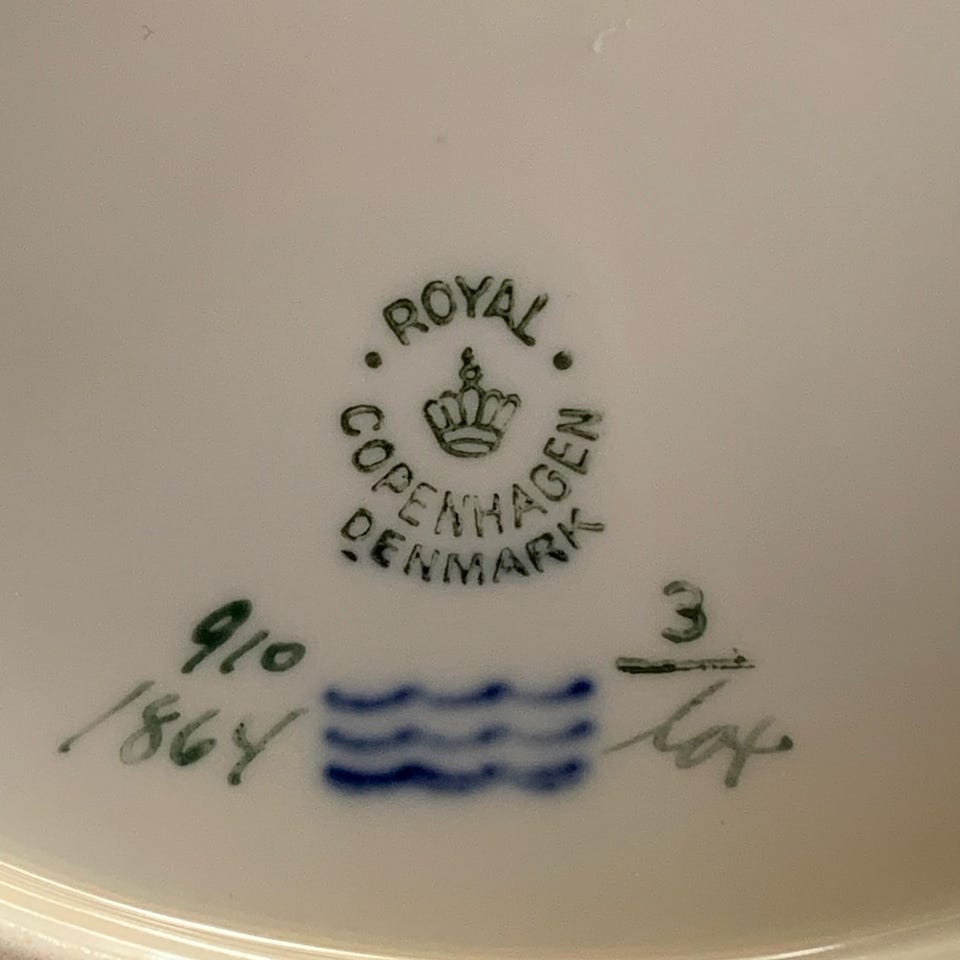 ROYAL
COPENHAGEN
DENMARK
910
3
1864